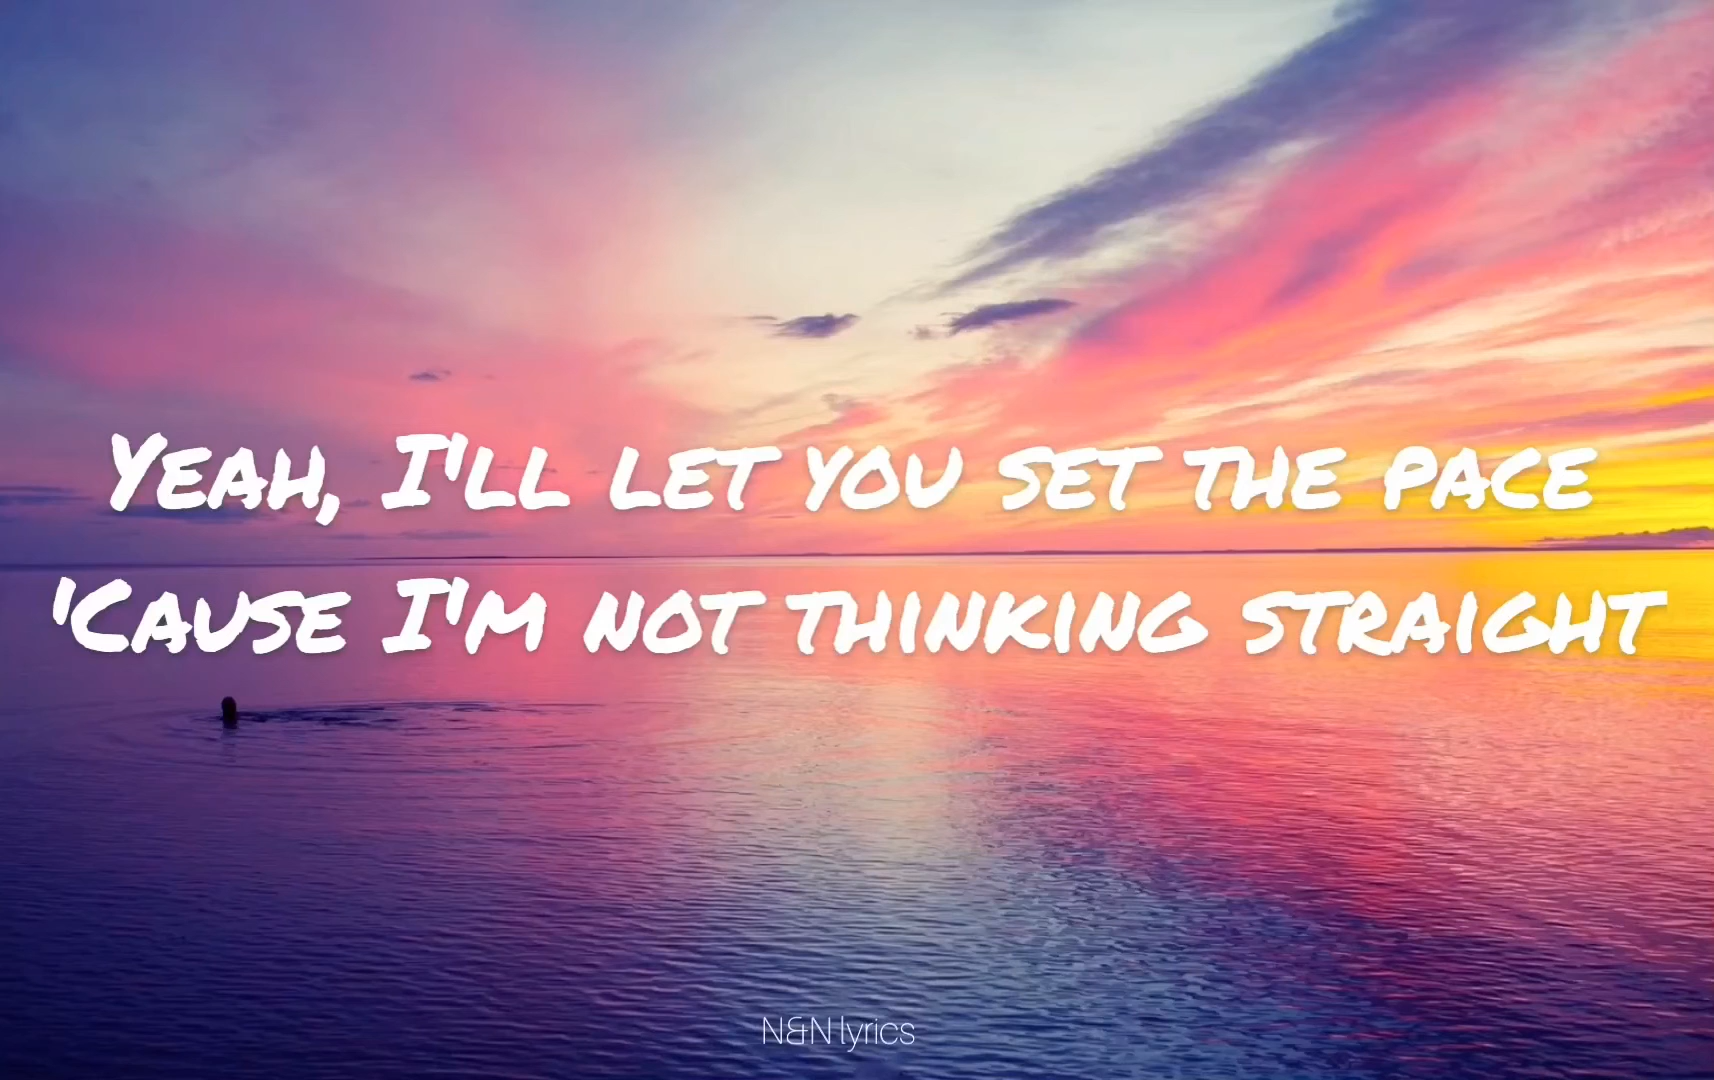 Yeah, I'll let you set the pace
'Cause I'm not thinking straight
N&N lyrics